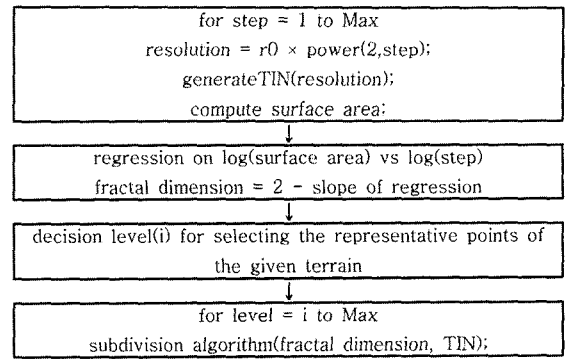 for step = 1 to Max
resolution = r0 × power(2,step);
generateTIN(resolution);
compute surface area;
regression on log(surface area) vs log(step)
fractal dimension = 2 - slope of regression
decision level(i) for selecting the representative points of
the given terrain
for level = i to Max
subdivision algorithm(fractal dimension, TIN);